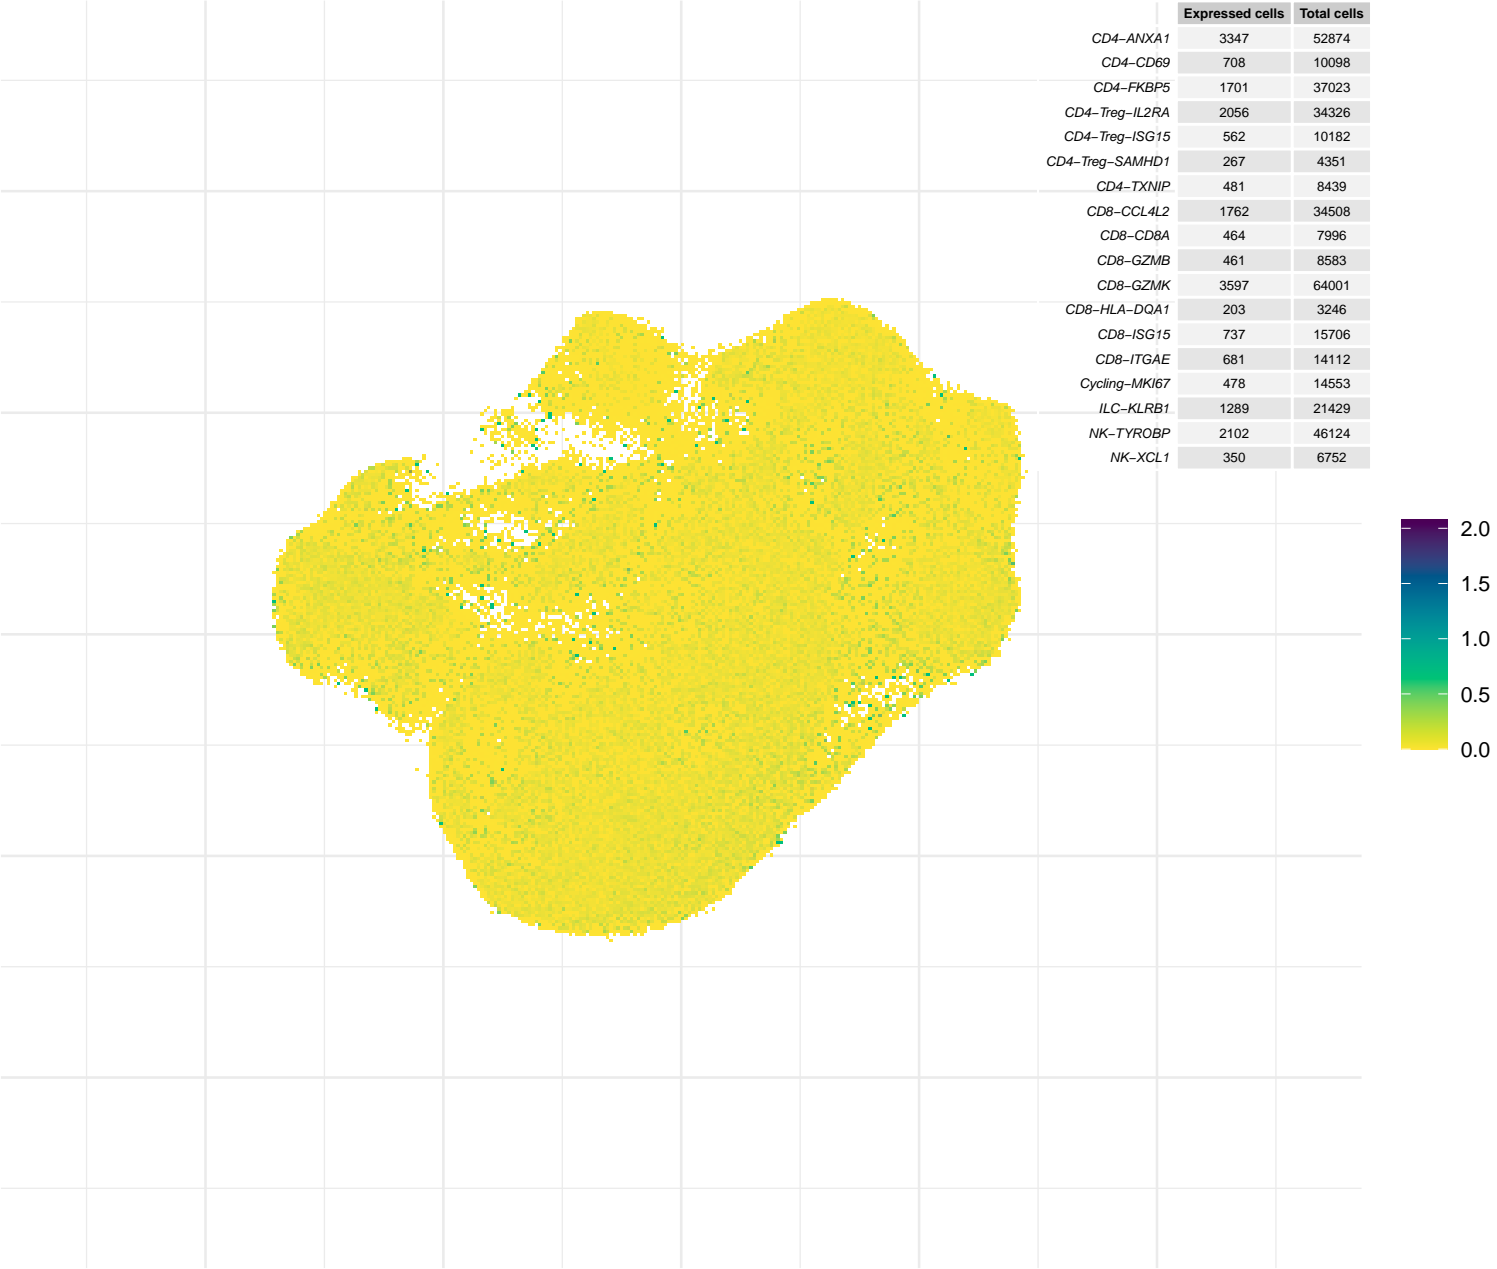 Expressed cells Total cells
CD4−ANXA1 3347 52874
CD4−CD69 708 10098
CD4−FKBP5 1701 37023
CD4−Treg−IL2RA 2056 34326
CD4−Treg−ISG15 562 10182
CD4−Treg−SAMHD1 267 4351
CD4−TXNIP 481 8439
CD8−CCL4L2 1762 34508
CD8−CD8A 464 7996
CD8−GZMB 461 8583
CD8−GZMK 3597 64001
CD8−HLA−DQA1 203 3246
CD8−ISG15 737 15706
CD8−ITGAE 681 14112
Cycling−MKI67 478 14553
ILC−KLRB1 1289 21429
NK−TYROBP 2102 46124
NK−XCL1 350 6752
2.0
1.5
1.0
0.5
0.0